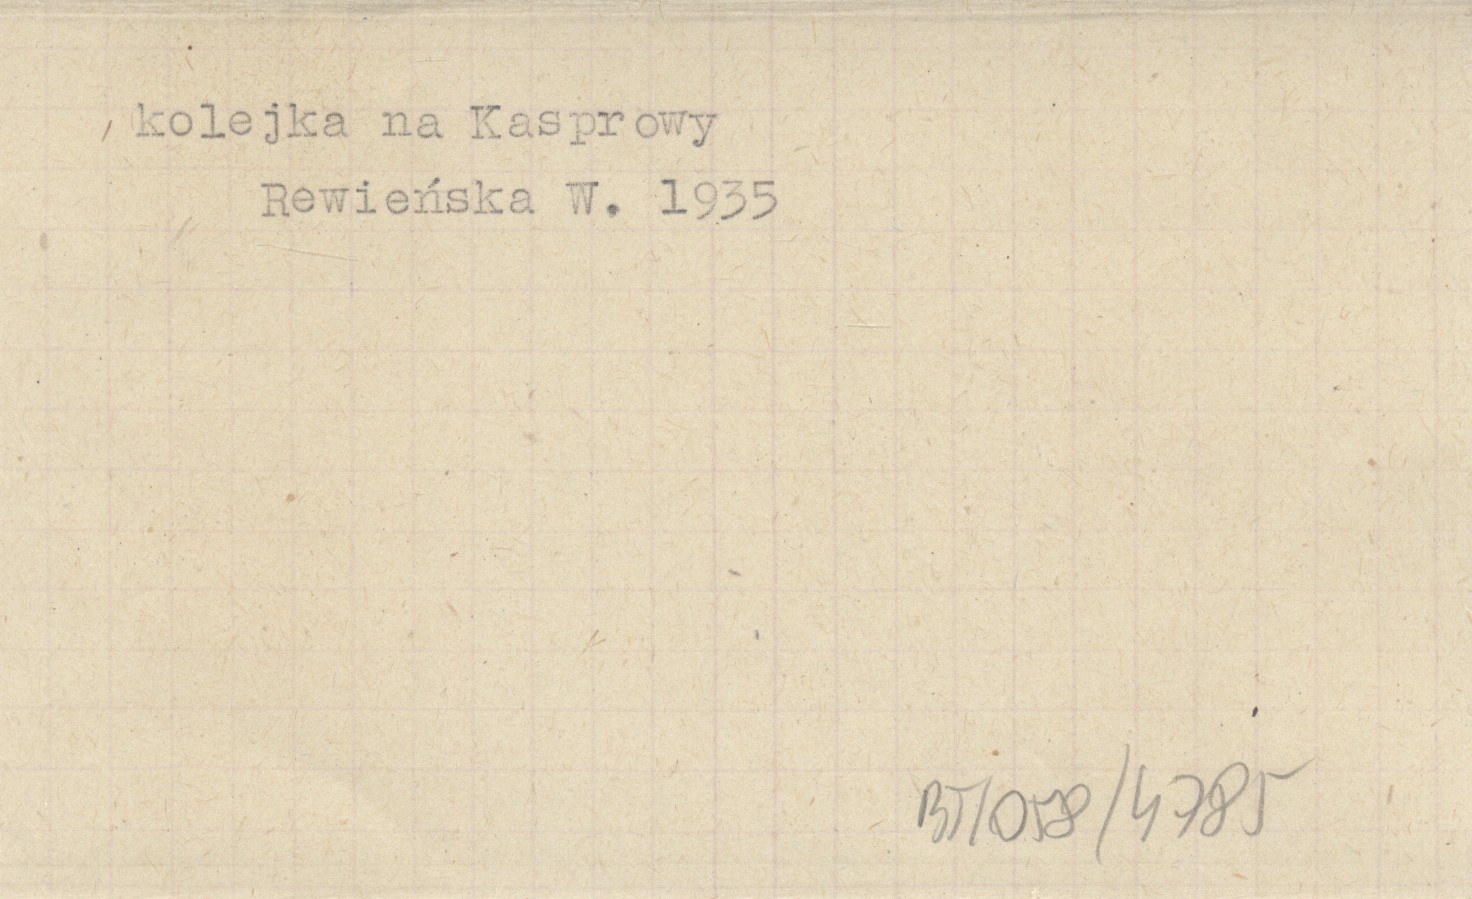 kolejka na Kasprowy
Rewieńska W. 1935
BT/058/4785